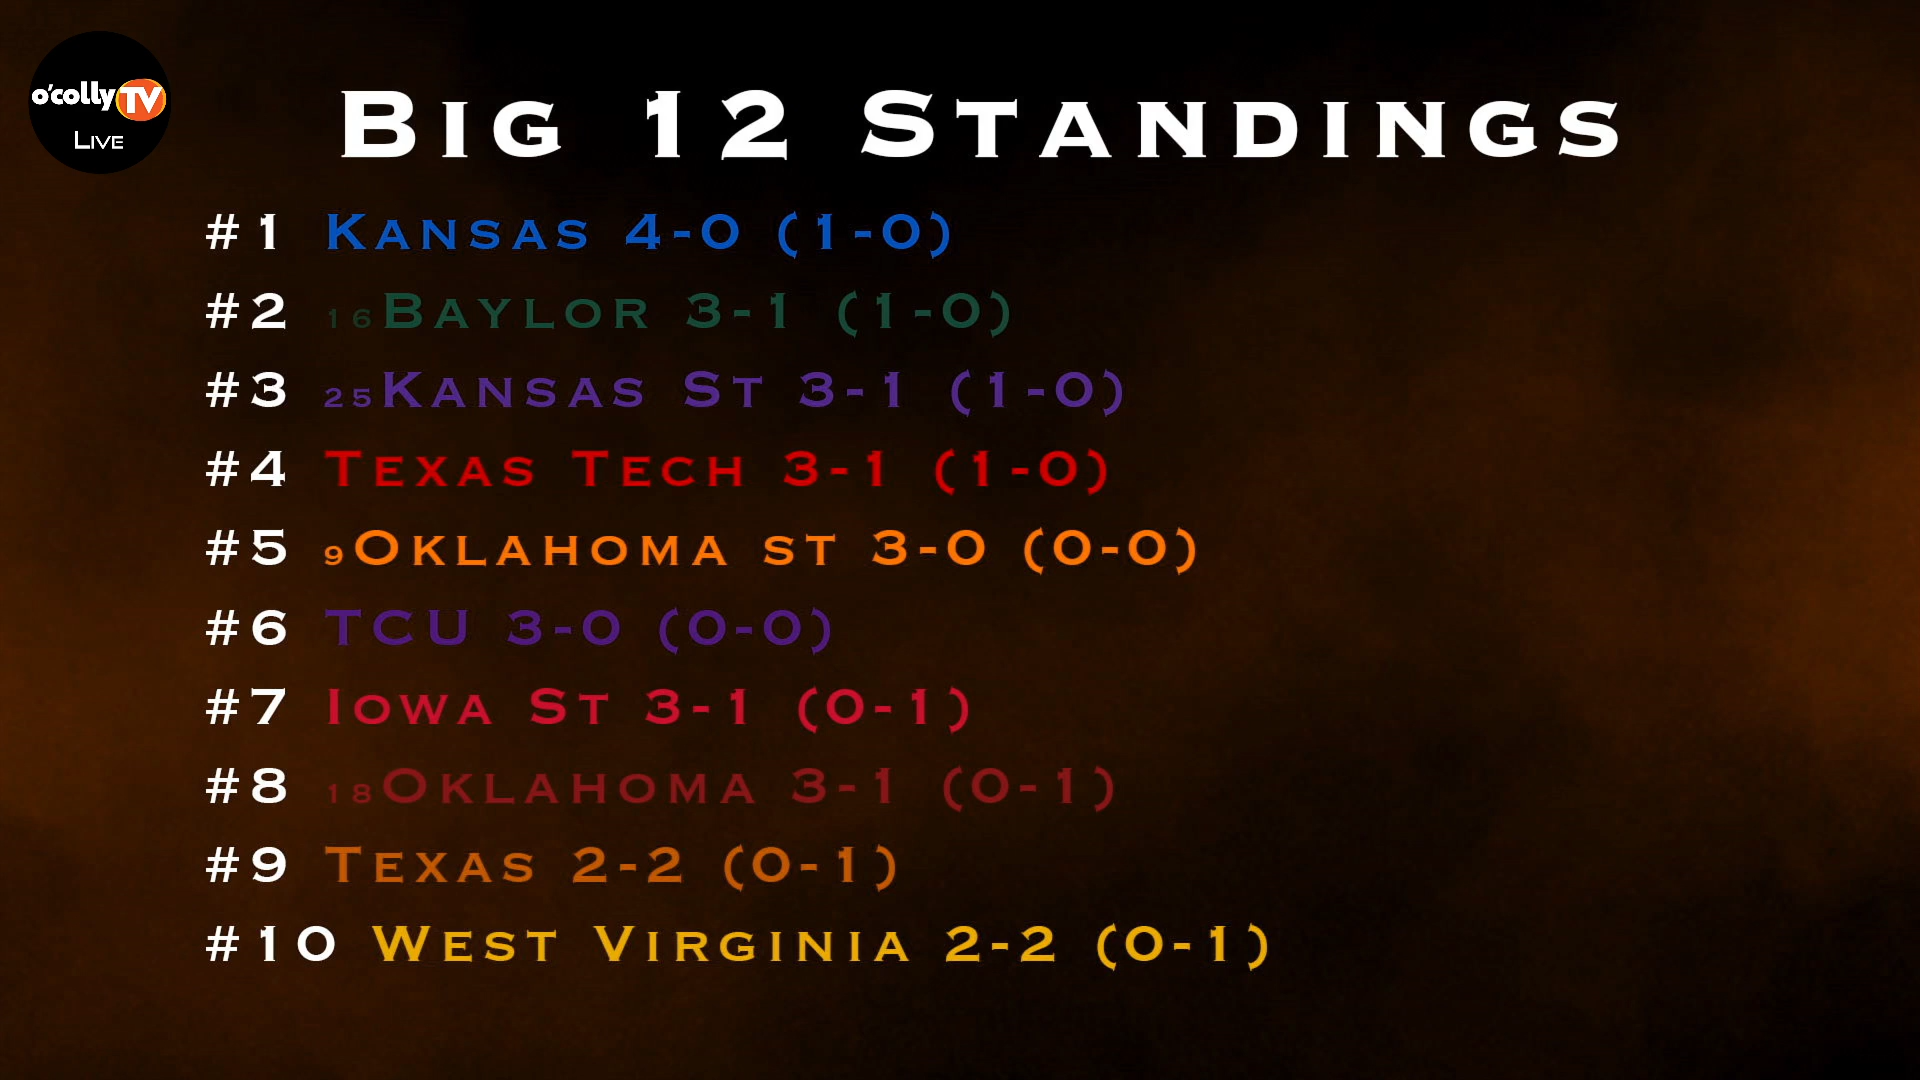 o'collyTV
Live
Big 12 Standings
#1 Kansas 4-0 (1-0)
#2 16Baylor 3-1 (1-0)
#3 25Kansas St 3-1 (1-0)
#4 Texas Tech 3-1 (1-0)
#5 9Oklahoma st 3-0 (0-0)
#6 TCU 3-0 (0-0)
#7 Iowa St 3-1 (0-1)
#8 18Oklahoma 3-1 (0-1)
#9 Texas 2-2 (0-1)
#10 West Virginia 2-2 (0-1)